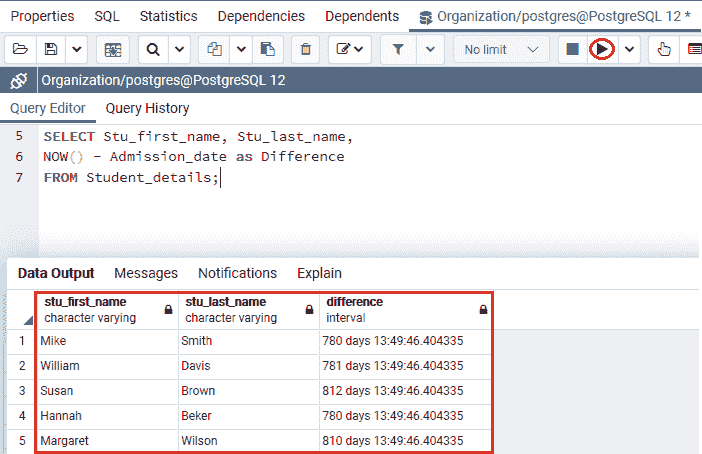 Properties SQL Statistics Dependencies Dependents Organization/postgres@PostgreSQL 12 *
No limit
Organization/postgres@PostgreSQL 12
Query Editor Query History
5 SELECT Stu_first_name, Stu_last_name,
6 NOW() - Admission_date as Difference
7 FROM Student_details;
Data Output Messages Notifications Explain
stu_first_name stu_last_name difference
character varying character varying interval
1 Mike Smith 780 days 13:49:46.404335
2 William Davis 781 days 13:49:46.404335
3 Susan Brown 812 days 13:49:46.404335
4 Hannah Beker 780 days 13:49:46.404335
5 Margaret Wilson 810 days 13:49:46.404335